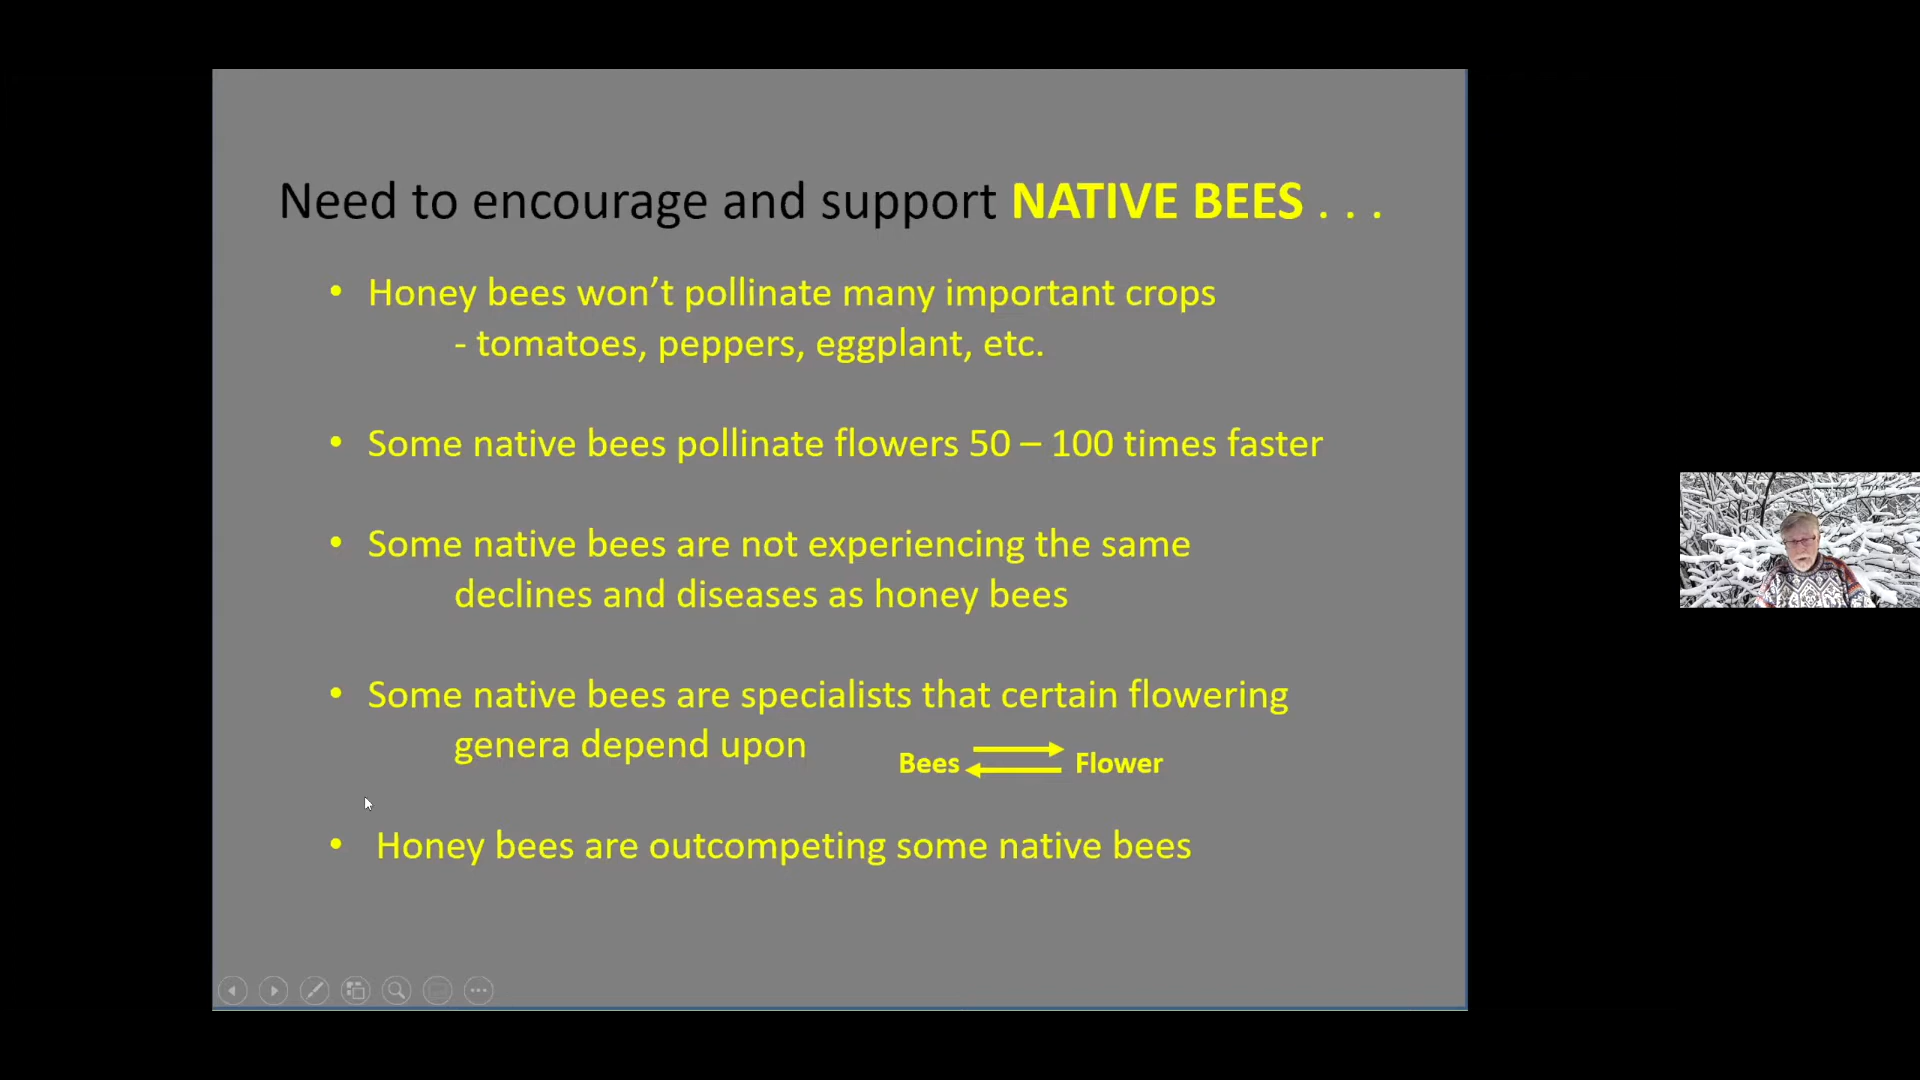 Need to encourage and support NATIVE BEES . . .
• Honey bees won’t pollinate many important crops
- tomatoes, peppers, eggplant, etc.
• Some native bees pollinate flowers 50 – 100 times faster
• Some native bees are not experiencing the same
declines and diseases as honey bees
• Some native bees are specialists that certain flowering
genera depend upon
Bees Flower
• Honey bees are outcompeting some native bees